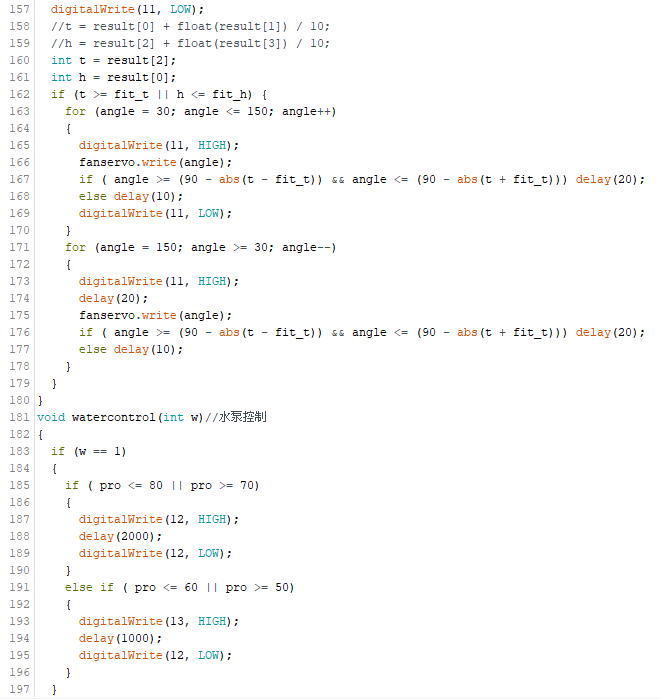 157 digitalWrite(11, LOW);
158 //t = result[0] + float(result[1]) / 10;
159 //h = result[2] + float(result[3]) / 10;
160 int t = result[2];
161 int h = result[0];
162 if (t >= fit_t || h <= fit_h) {
163 for (angle = 30; angle <= 150; angle++)
164 {
165 digitalWrite(11, HIGH);
166 fanservo.write(angle);
167 if ( angle >= (90 - abs(t - fit_t)) && angle <= (90 - abs(t + fit_t))) delay(20);
168 else delay(10);
169 digitalWrite(11, LOW);
170 }
171 for (angle = 150; angle >= 30; angle--)
172 {
173 digitalWrite(11, HIGH);
174 delay(20);
175 fanservo.write(angle);
176 if ( angle >= (90 - abs(t - fit_t)) && angle <= (90 - abs(t + fit_t))) delay(20);
177 else delay(10);
178 }
179 }
180 }
181 void watercontrol(int w)//水泵控制
182 {
183 if (w == 1)
184 {
185 if ( pro <= 80 || pro >= 70)
186 {
187 digitalWrite(12, HIGH);
188 delay(2000);
189 digitalWrite(12, LOW);
190 }
191 else if ( pro <= 60 || pro >= 50)
192 {
193 digitalWrite(13, HIGH);
194 delay(1000);
195 digitalWrite(12, LOW);
196 }
197 }